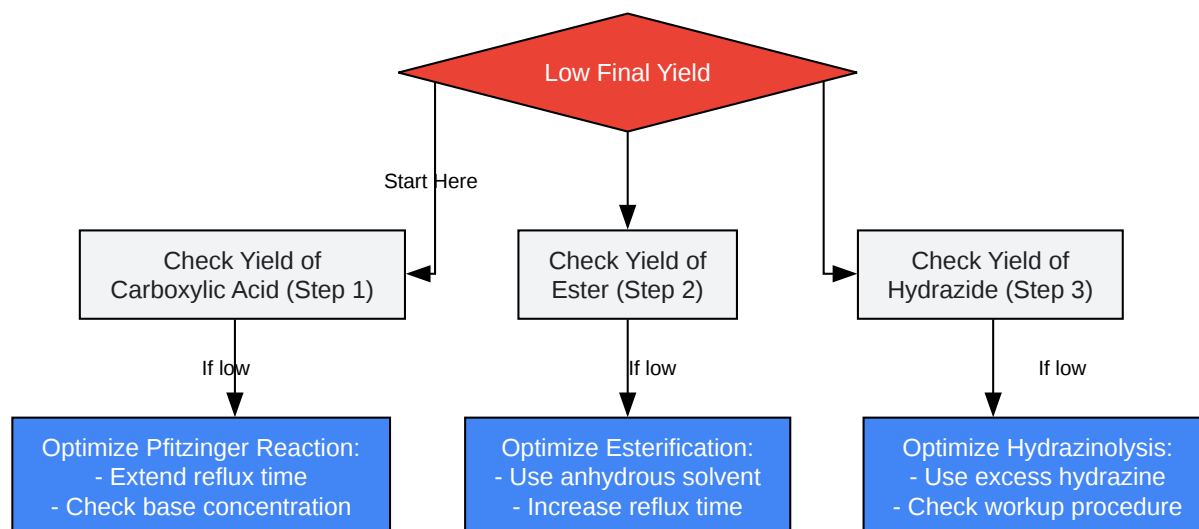 Low Final Yield
Start Here
Check Yield of
Carboxylic Acid (Step 1)
Check Yield of
Ester (Step 2)
Check Yield of
Hydrazide (Step 3)
If low
If low
If low
Optimize Pfitzinger Reaction:
- Extend reflux time
- Check base concentration
Optimize Esterification:
- Use anhydrous solvent
- Increase reflux time
Optimize Hydrazinolysis:
- Use excess hydrazine
- Check workup procedure